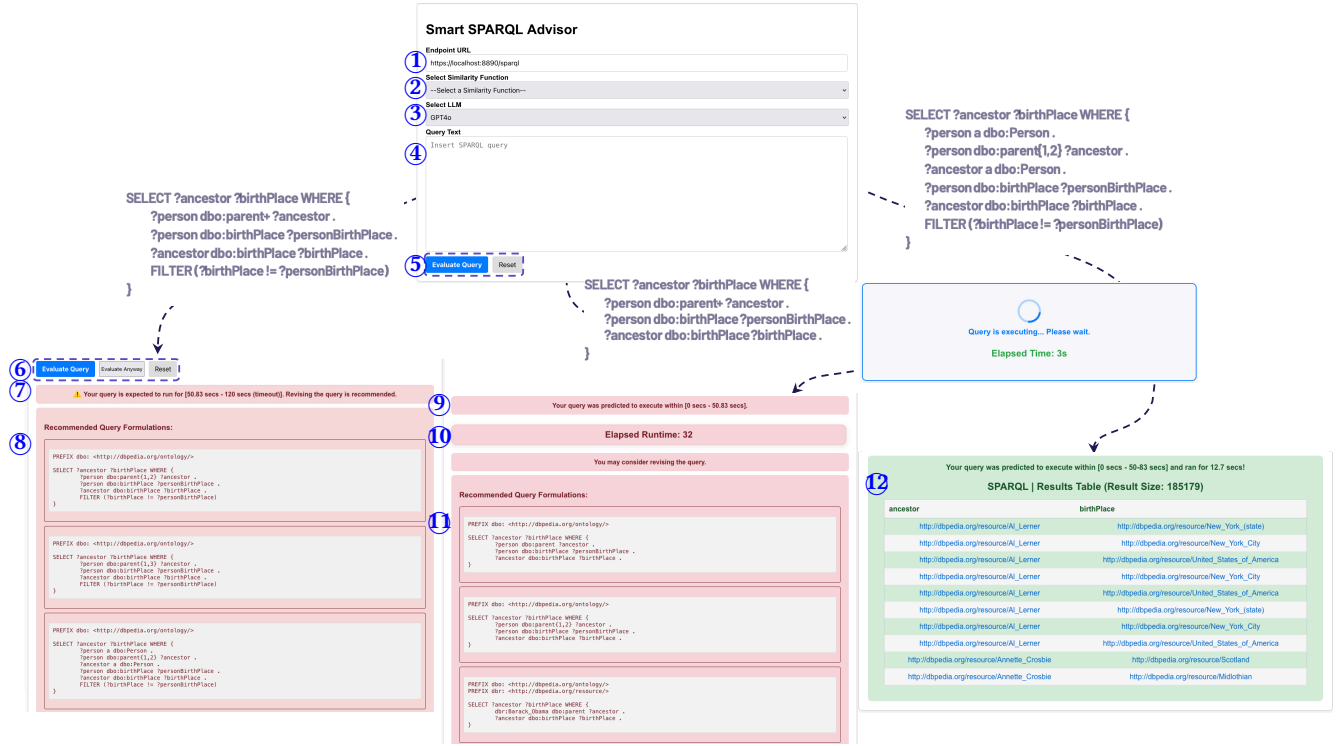 Smart SPARQL Advisor
Endpoint URL
1 https://localhost:8890/sparql
Select Similarity Function
2 --Select a Similarity Function--
3 Select LLM
GPT4o
Query Text
4 Insert SPARQL query
5 Evaluate Query Reset
SELECT ?ancestor ?birthPlace WHERE {
?person dbo:parent+ ?ancestor .
?person dbo:birthPlace ?personBirthPlace .
?ancestor dbo:birthPlace ?birthPlace .
FILTER (?birthPlace != ?personBirthPlace)
}
SELECT ?ancestor ?birthPlace WHERE {
?person dbo:parent+ ?ancestor .
?person dbo:birthPlace ?personBirthPlace .
?ancestor dbo:birthPlace ?birthPlace .
}
SELECT ?ancestor ?birthPlace WHERE {
?person a dbo:Person .
?person dbo:parent{1,2} ?ancestor .
?ancestor a dbo:Person .
?person dbo:birthPlace ?personBirthPlace .
?ancestor dbo:birthPlace ?birthPlace .
FILTER (?birthPlace != ?personBirthPlace)
}
Query is executing... Please wait.
Elapsed Time: 3s
6 Evaluate Query Evaluate Anyway Reset
7 ⚠ Your query is expected to run for [50.83 secs - 120 secs (timeout)]. Revising the query is recommended.
8 Recommended Query Formulations:
PREFIX dbo: <http://dbpedia.org/ontology/>
SELECT ?ancestor ?birthPlace WHERE {
?person dbo:parent{1,2} ?ancestor .
?person dbo:birthPlace ?personBirthPlace .
?ancestor dbo:birthPlace ?birthPlace .
FILTER (?birthPlace != ?personBirthPlace)
}
PREFIX dbo: <http://dbpedia.org/ontology/>
SELECT ?ancestor ?birthPlace WHERE {
?person dbo:parent{1,3} ?ancestor .
?person dbo:birthPlace ?personBirthPlace .
?ancestor dbo:birthPlace ?birthPlace .
FILTER (?birthPlace != ?personBirthPlace)
}
PREFIX dbo: <http://dbpedia.org/ontology/>
SELECT ?ancestor ?birthPlace WHERE {
?person a dbo:Person .
?person dbo:parent{1,2} ?ancestor .
?ancestor a dbo:Person .
?person dbo:birthPlace ?personBirthPlace .
?ancestor dbo:birthPlace ?birthPlace .
FILTER (?birthPlace != ?personBirthPlace)
}
9 Your query was predicted to execute within [0 secs - 50.83 secs].
10 Elapsed Runtime: 32
You may consider revising the query.
Recommended Query Formulations:
11
PREFIX dbo: <http://dbpedia.org/ontology/>
SELECT ?ancestor ?birthPlace WHERE {
?person dbo:parent ?ancestor .
?person dbo:birthPlace ?personBirthPlace .
?ancestor dbo:birthPlace ?birthPlace .
}
PREFIX dbo: <http://dbpedia.org/ontology/>
SELECT ?ancestor ?birthPlace WHERE {
?person dbo:parent{1,2} ?ancestor .
?person dbo:birthPlace ?personBirthPlace .
?ancestor dbo:birthPlace ?birthPlace .
}
PREFIX dbo: <http://dbpedia.org/ontology/>
PREFIX dbr: <http://dbpedia.org/resource/>
SELECT ?ancestor ?birthPlace WHERE {
dbr:Barack_Obama dbo:parent ?ancestor .
?ancestor dbo:birthPlace ?birthPlace .
}
Your query was predicted to execute within [0 secs - 50-83 secs] and ran for 12.7 secs!
12 SPARQL | Results Table (Result Size: 185179)
ancestor birthPlace
http://dbpedia.org/resource/Al_Lerner http://dbpedia.org/resource/New_York_(state)
http://dbpedia.org/resource/Al_Lerner http://dbpedia.org/resource/New_York_City
http://dbpedia.org/resource/Al_Lerner http://dbpedia.org/resource/United_States_of_America
http://dbpedia.org/resource/Al_Lerner http://dbpedia.org/resource/New_York_City
http://dbpedia.org/resource/Al_Lerner http://dbpedia.org/resource/United_States_of_America
http://dbpedia.org/resource/Al_Lerner http://dbpedia.org/resource/New_York_(state)
http://dbpedia.org/resource/Al_Lerner http://dbpedia.org/resource/New_York_City
http://dbpedia.org/resource/Al_Lerner http://dbpedia.org/resource/United_States_of_America
http://dbpedia.org/resource/Annette_Crosbie http://dbpedia.org/resource/Scotland
http://dbpedia.org/resource/Annette_Crosbie http://dbpedia.org/resource/Midlothian